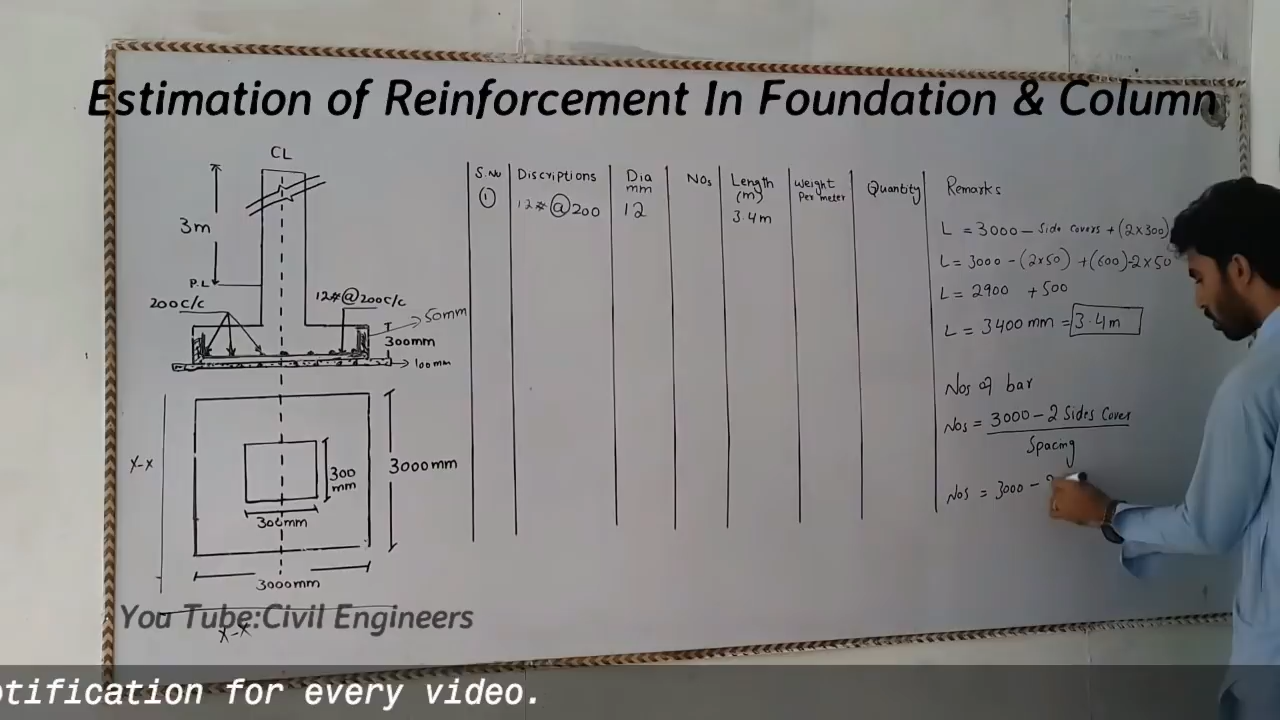 Estimation of Reinforcement In Foundation & Column
CL
3m
P.L
200c/c
12#@200c/c
50mm
300mm
100mm
X-X
300
mm
300mm
3000mm
3000mm
X-X
You Tube:Civil Engineers
S.No
Discriptions
Dia
mm
NOs
Length
(m)
Weight
Per meter
Quantity
Remarks
1
12#@200
12
3.4m
L = 3000 - Side covers + (2x300)
L = 3000 - (2x50) + (600)-2x50
L = 2900 + 500
L = 3400mm = 3.4m
Nos of bar
Nos = 3000 - 2 Sides Cover
Spacing
Nos = 3000 -
otification for every video.